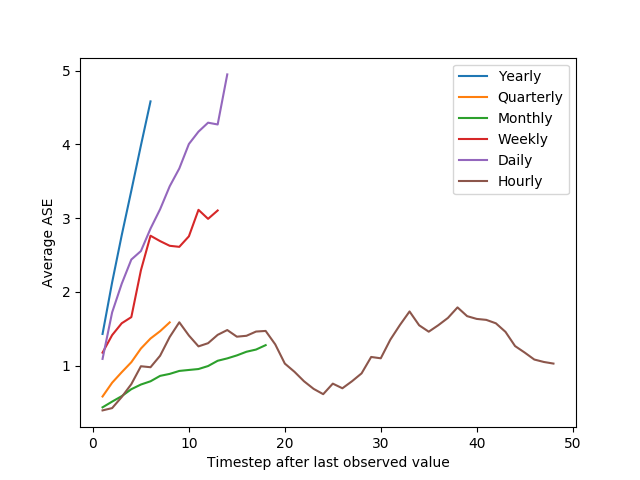 Yearly
Quarterly
Monthly
Weekly
Daily
Hourly
5
4
3
2
1
Average ASE
0 10 20 30 40 50
Timestep after last observed value